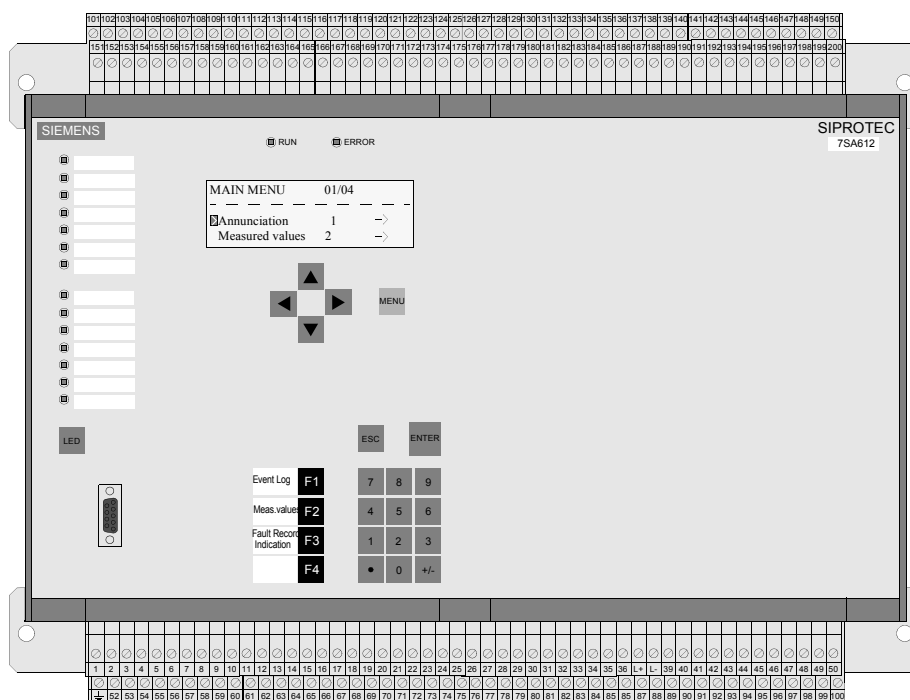 101 102 103 104 105 106 107 108 109 110 111 112 113 114 115 116 117 118 119 120 121 122 123 124 125 126 127 128 129 130 131 132 133 134 135 136 137 138 139 140 141 142 143 144 145 146 147 148 149 150
151 152 153 154 155 156 157 158 159 160 161 162 163 164 165 166 167 168 169 170 171 172 173 174 175 176 177 178 179 180 181 182 183 184 185 186 187 188 189 190 191 192 193 194 195 196 197 198 199 200
SIEMENS
SIPROTEC
7SA612
RUN ERROR
MAIN MENU 01/04
Annunciation 1
Measured values 2
MENU
LED
ESC ENTER
Event Log F1 7 8 9
Meas.values F2 4 5 6
Fault Record
Indication F3 1 2 3
F4 • 0 +/-
1 2 3 4 5 6 7 8 9 10 11 12 13 14 15 16 17 18 19 20 21 22 23 24 25 26 27 28 29 30 31 32 33 34 35 36 L+ L- 39 40 41 42 43 44 45 46 47 48 49 50
52 53 54 55 56 57 58 59 60 61 62 63 64 65 66 67 68 69 70 71 72 73 74 75 76 77 78 79 80 81 82 83 84 85 86 87 88 89 90 91 92 93 94 95 96 97 98 99 100